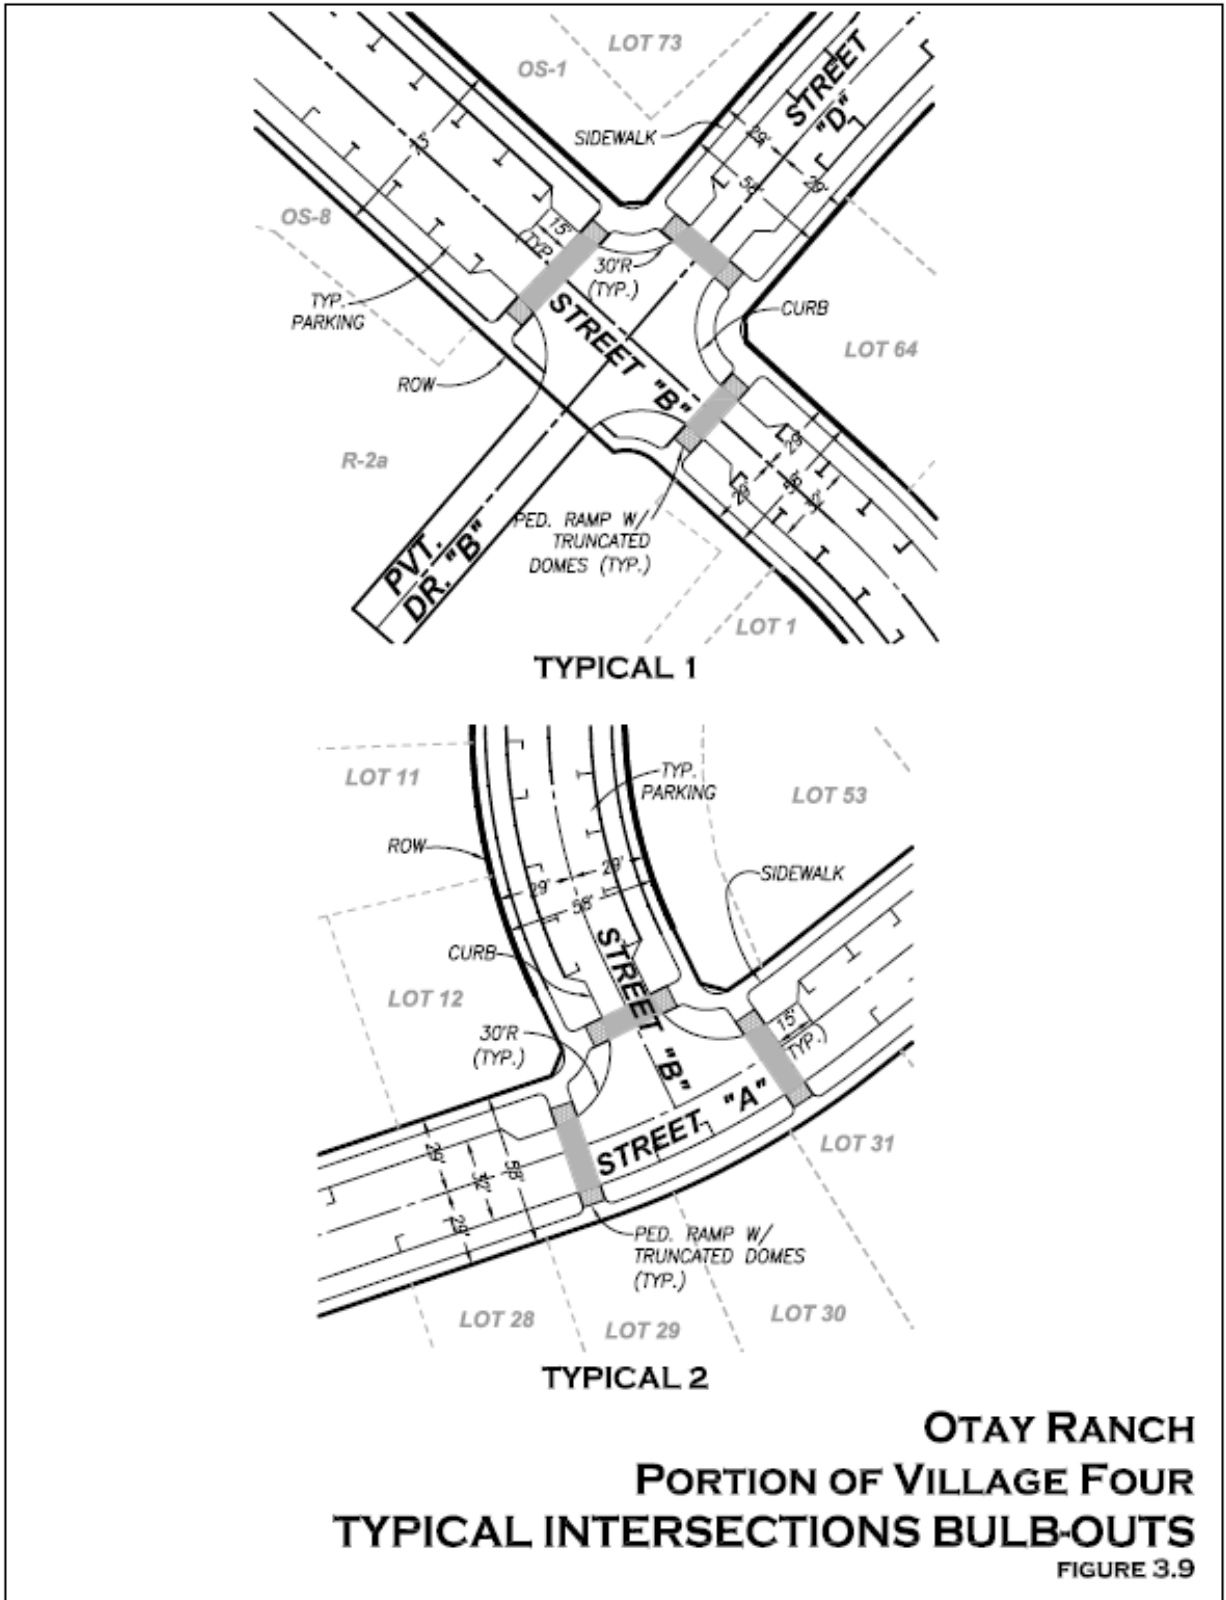 LOT 73
OS-1
STREET
"D"
SIDEWALK
29'
58'
29'
OS-8
15'
(TYP.
30'R
(TYP.)
TYP.
PARKING
STREET "B"
CURB
LOT 64
ROW
R-2a
29'
29'
58'
PED. RAMP W/
TRUNCATED
DOMES (TYP.)
PVT.
DR. "B"
LOT 1
TYPICAL 1
LOT 11
TYP.
PARKING
LOT 53
ROW
29'
29'
58'
SIDEWALK
CURB
STREET "B"
LOT 12
30'R
(TYP.)
15'
(TYP.)
STREET "A"
29'
32'
58'
29'
LOT 31
PED. RAMP W/
TRUNCATED DOMES
(TYP.)
LOT 28
LOT 29
LOT 30
TYPICAL 2
OTAY RANCH
PORTION OF VILLAGE FOUR
TYPICAL INTERSECTIONS BULB-OUTS
FIGURE 3.9